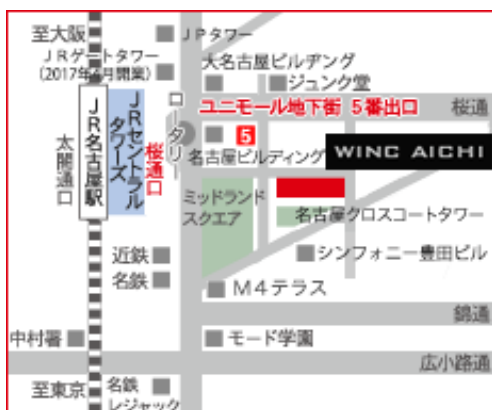 至大阪
JPタワー
JRゲートタワー
(2017年4月開業)
大名古屋ビルヂング
ジュンク堂
ユニモール地下街 5番出口
桜通
ロータリー
JRセントラル
タワーズ
JR名古屋駅
太閤通口
桜通口
5
名古屋ビルディング
WINC AICHI
ミッドランド
スクエア
名古屋クロスコートタワー
近鉄
シンフォニー豊田ビル
名鉄
M4テラス
錦通
中村署
モード学園
広小路通
至東京
名鉄
レジャック